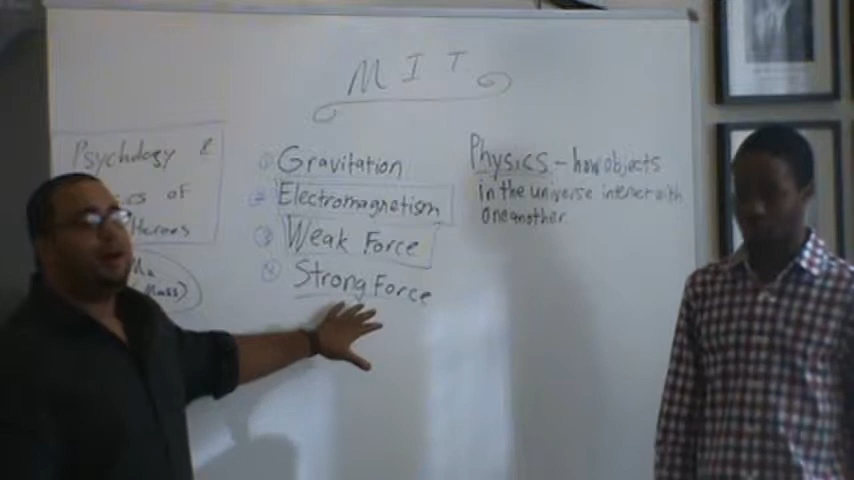 MIT
Psychology &
of
Heroes
Mass)
① Gravitation
② Electromagnetism
③ Weak Force
④ Strong Force
Physics - how objects
in the universe interact with
one another